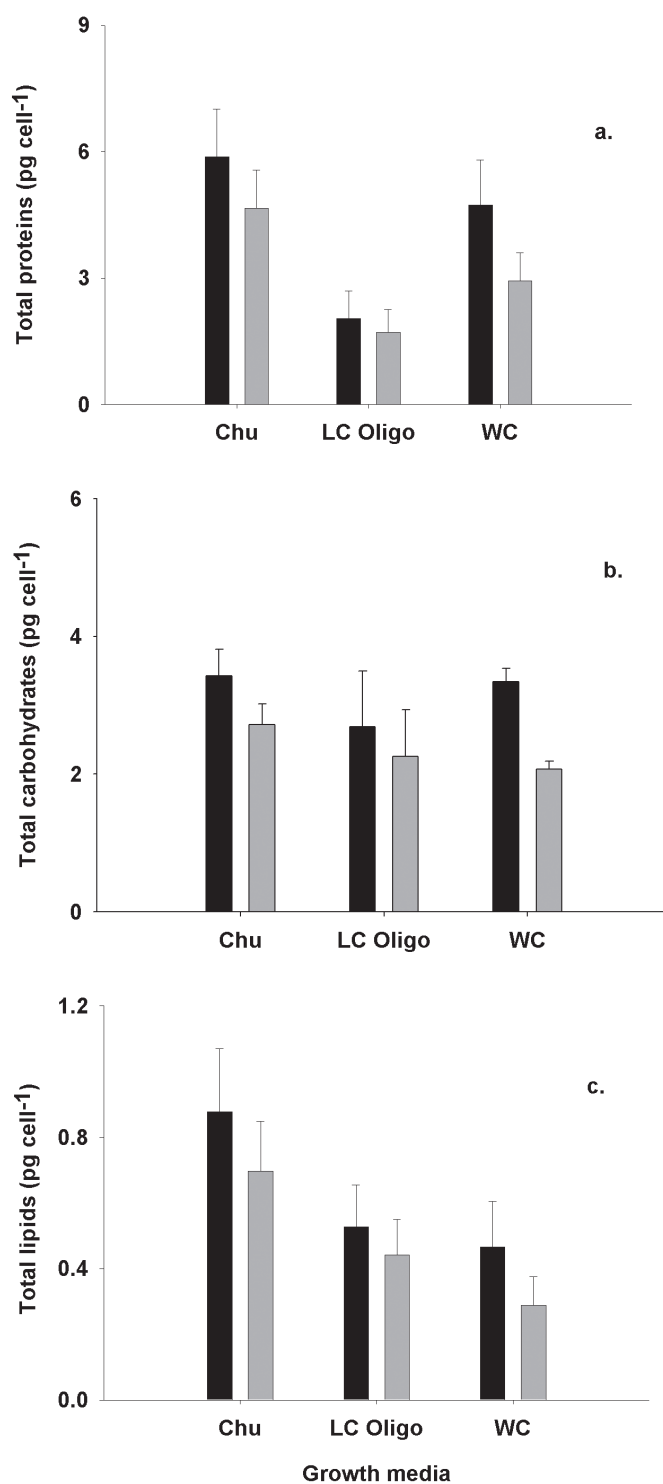 Total proteins (pg cell-1)
9
6
3
0
a.
Chu LC Oligo WC
Total carbohydrates (pg cell-1)
6
4
2
0
b.
Chu LC Oligo WC
Total lipids (pg cell-1)
1.2
0.8
0.4
0.0
c.
Chu LC Oligo WC
Growth media